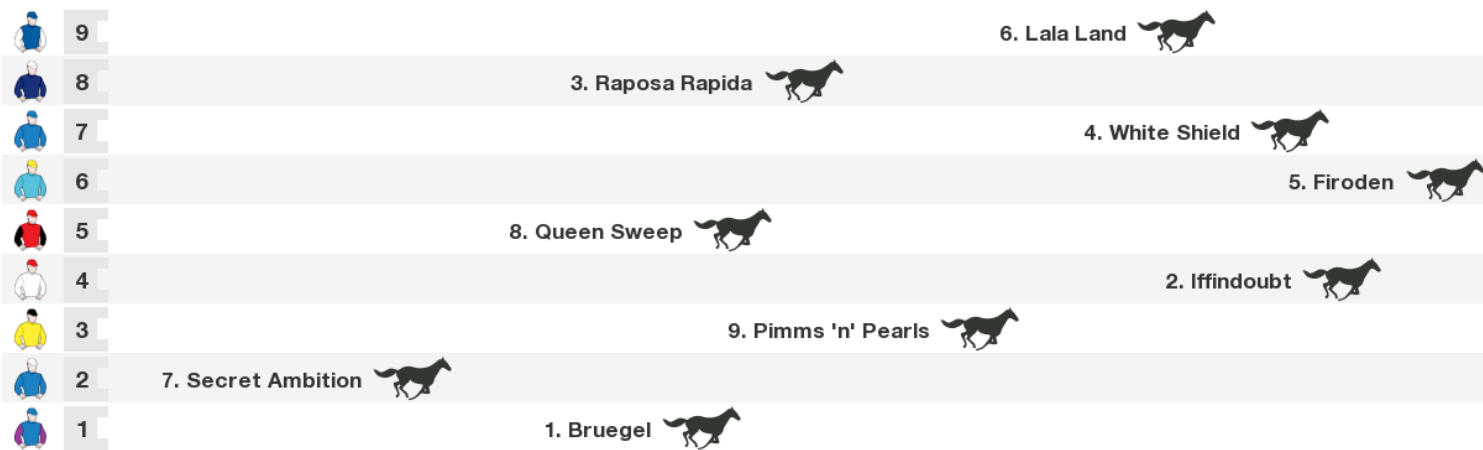 9 6. Lala Land
8 3. Raposa Rapida
7 4. White Shield
6 5. Firoden
5 8. Queen Sweep
4 2. Iffindoubt
3 9. Pimms 'n' Pearls
2 7. Secret Ambition
1 1. Bruegel